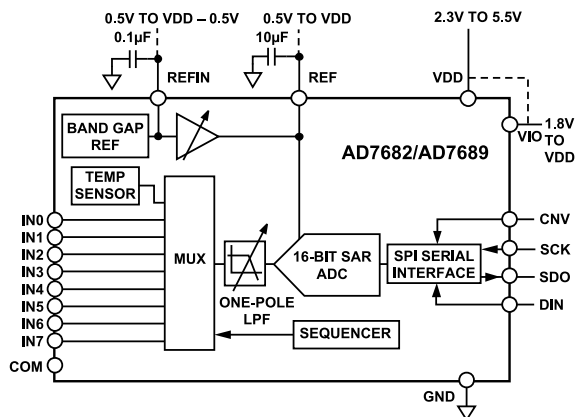 0.5V TO VDD – 0.5V
0.1µF
REFIN
0.5V TO VDD
10µF
REF
2.3V TO 5.5V
VDD
VIO
1.8V
TO
VDD
BAND GAP
REF
AD7682/AD7689
TEMP
SENSOR
IN0
IN1
IN2
IN3
IN4
IN5
IN6
IN7
COM
MUX
ONE-POLE
LPF
16-BIT SAR
ADC
SPI SERIAL
INTERFACE
CNV
SCK
SDO
DIN
SEQUENCER
GND